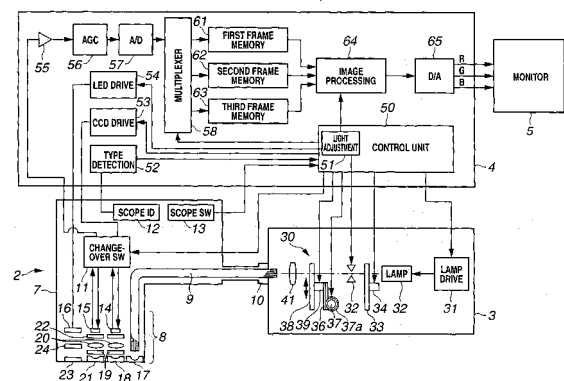 61
FIRST FRAME MEMORY
64
65
AGC
A/D
62
SECOND FRAME MEMORY
IMAGE PROCESSING
D/A
R
G
B
MONITOR
55
56
57
54
MULTIPLEXER
LED DRIVE
53
63
THIRD FRAME MEMORY
5
CCD DRIVE
58
50
52
LIGHT ADJUSTMENT
CONTROL UNIT
TYPE DETECTION
51
4
SCOPE ID
SCOPE SW
12
13
30
2
7
CHANGE-OVER SW
11
9
10
41
32
34
LAMP
32
LAMP DRIVE
31
16
15
14
22
20
24
8
38
39
36
37
37a
33
3
23
21
19
18
17